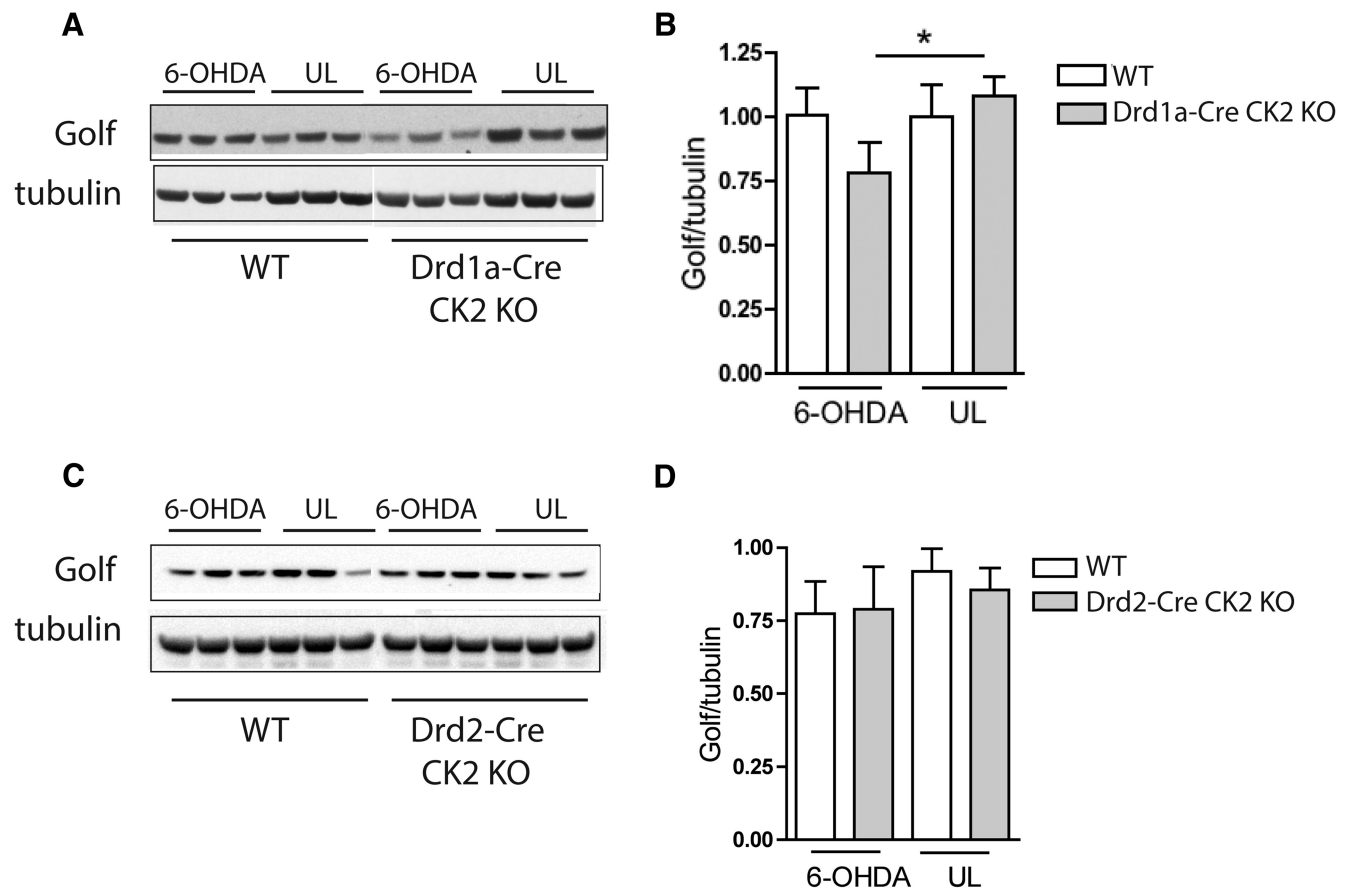 A
6-OHDA UL 6-OHDA UL
Golf
tubulin
WT Drd1a-Cre
CK2 KO
B
*
1.25
1.00
0.75
0.50
0.25
0.00
Golf/tubulin
6-OHDA UL
WT
Drd1a-Cre CK2 KO
C
6-OHDA UL 6-OHDA UL
Golf
tubulin
WT Drd2-Cre
CK2 KO
D
1.00
0.75
0.50
0.25
0.00
Golf/tubulin
6-OHDA UL
WT
Drd2-Cre CK2 KO